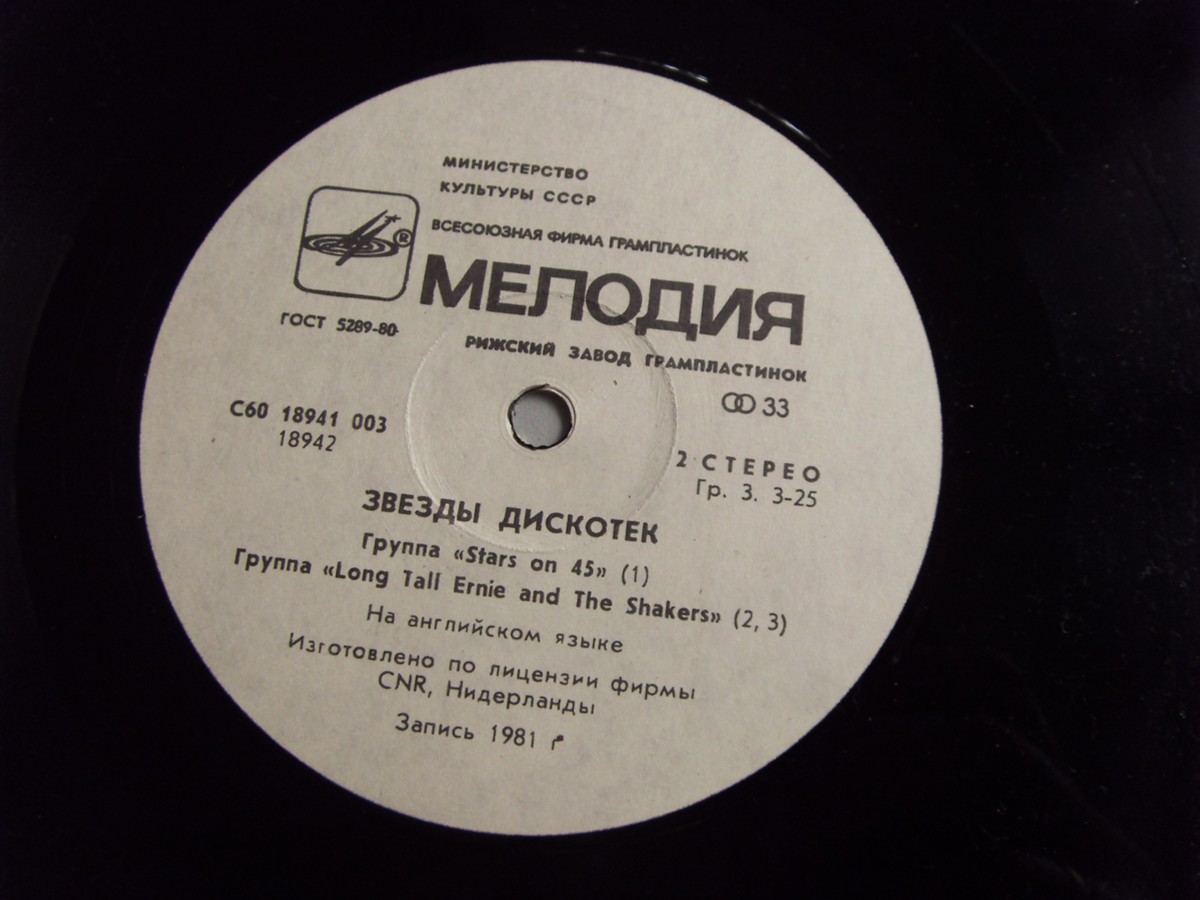 МИНИСТЕРСТВО
КУЛЬТУРЫ СССР
ВСЕСОЮЗНАЯ ФИРМА ГРАМПЛАСТИНОК
®
МЕЛОДИЯ
ГОСТ 5289-80
РИЖСКИЙ ЗАВОД ГРАМПЛАСТИНОК
33
С60 18941 003
18942
2 СТЕРЕО
Гр. 3. 3-25
ЗВЕЗДЫ ДИСКОТЕК
Группа «Stars on 45» (1)
Группа «Long Tall Ernie and The Shakers» (2, 3)
На английском языке
Изготовлено по лицензии фирмы
CNR, Нидерланды
Запись 1981 г